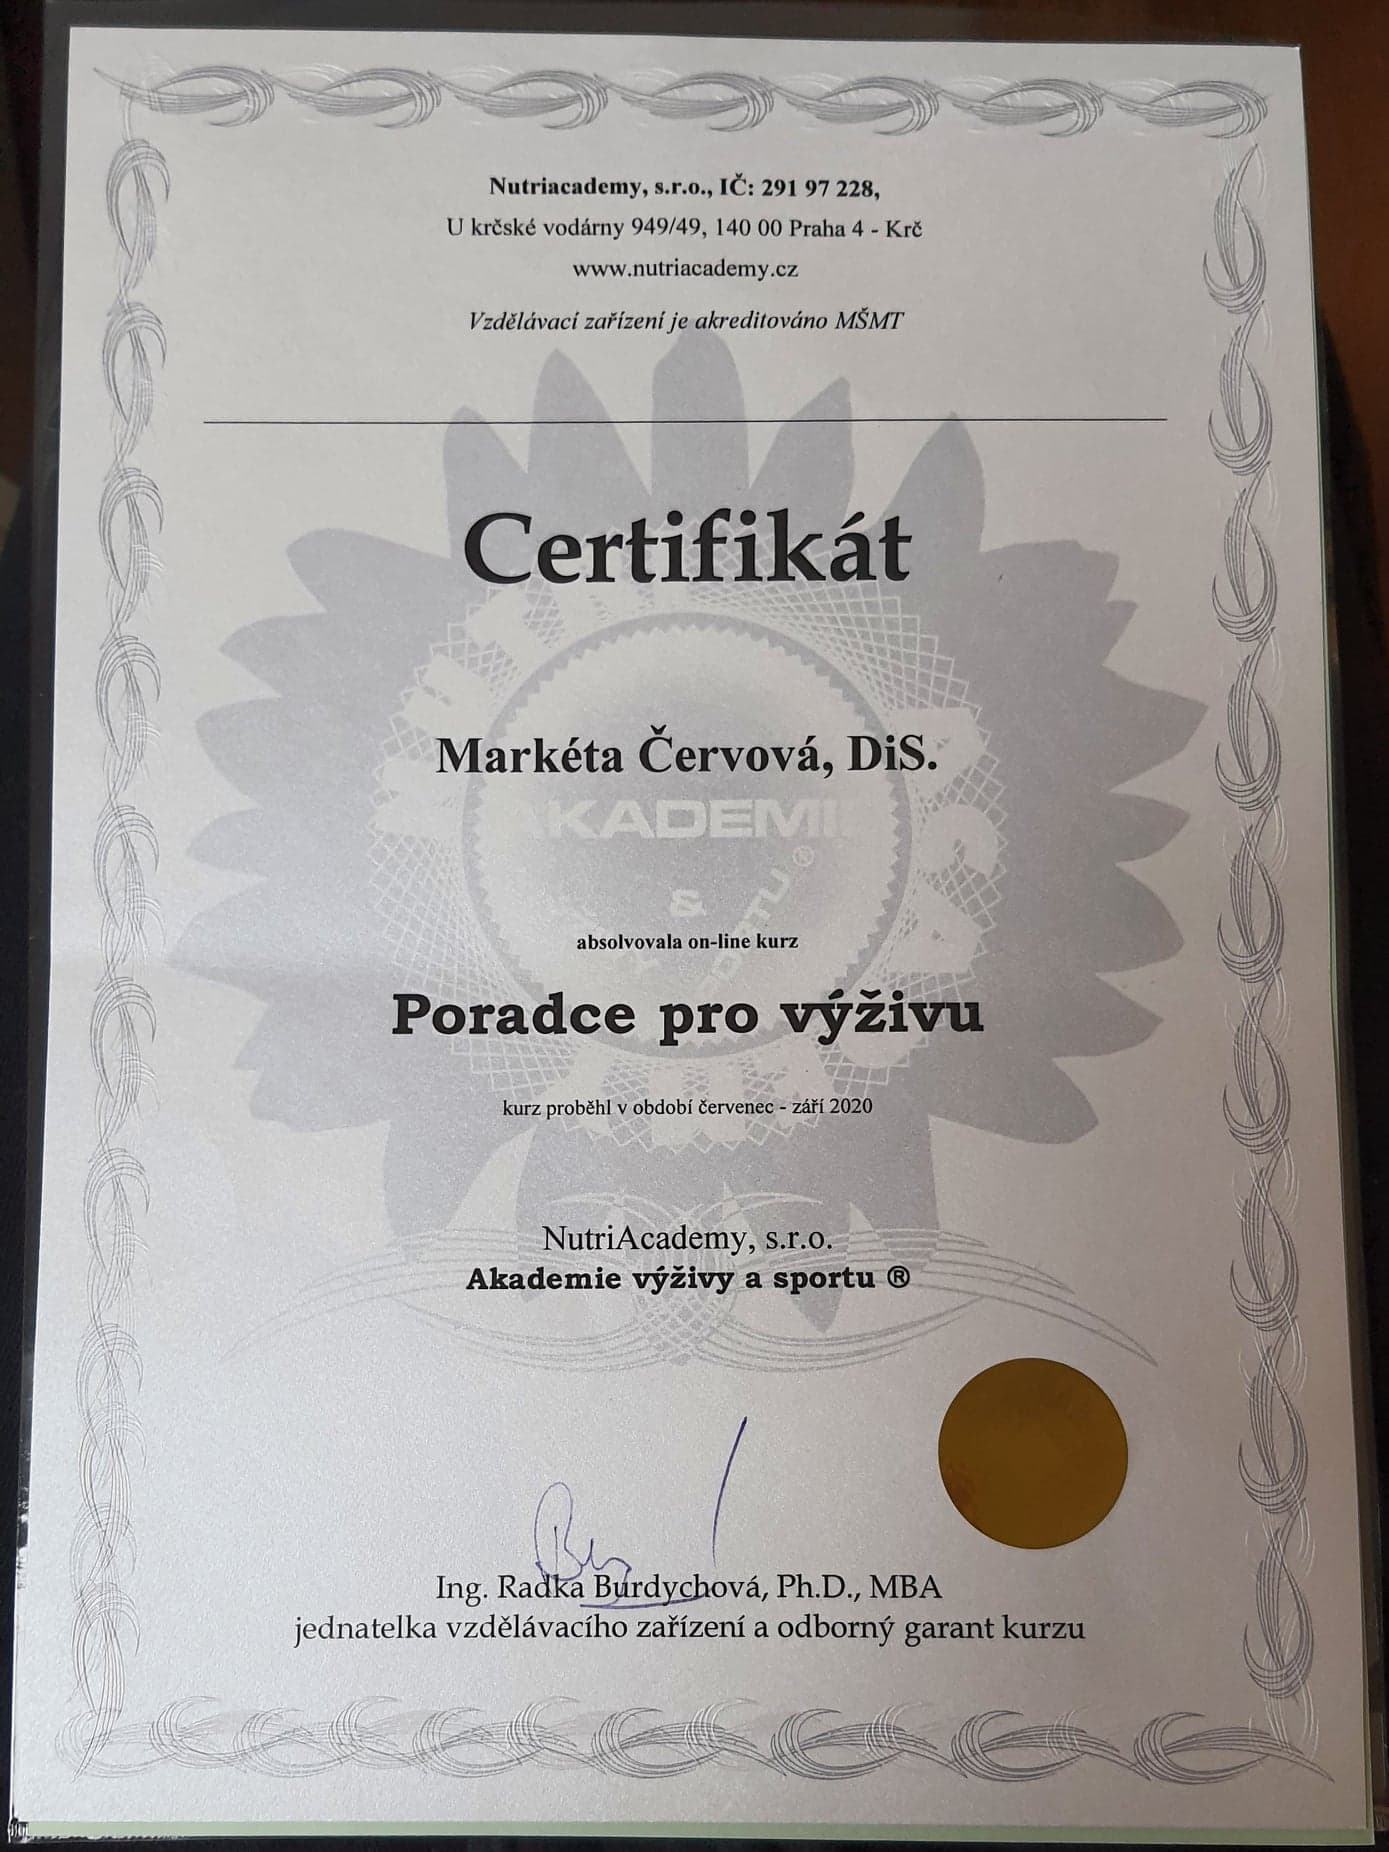 Nutriacademy, s.r.o., IČ: 291 97 228,
U krčské vodárny 949/49, 140 00 Praha 4 - Krč
www.nutriacademy.cz
Vzdělávací zařízení je akreditováno MŠMT
Certifikát
Markéta Červová, DiS.
AKADEMIE
&
SPORTU ®
absolvovala on-line kurz
Poradce pro výživu
kurz proběhl v období červenec - září 2020
NutriAcademy, s.r.o.
Akademie výživy a sportu ®
Ing. Radka Burdychová, Ph.D., MBA
jednatelka vzdělávacího zařízení a odborný garant kurzu